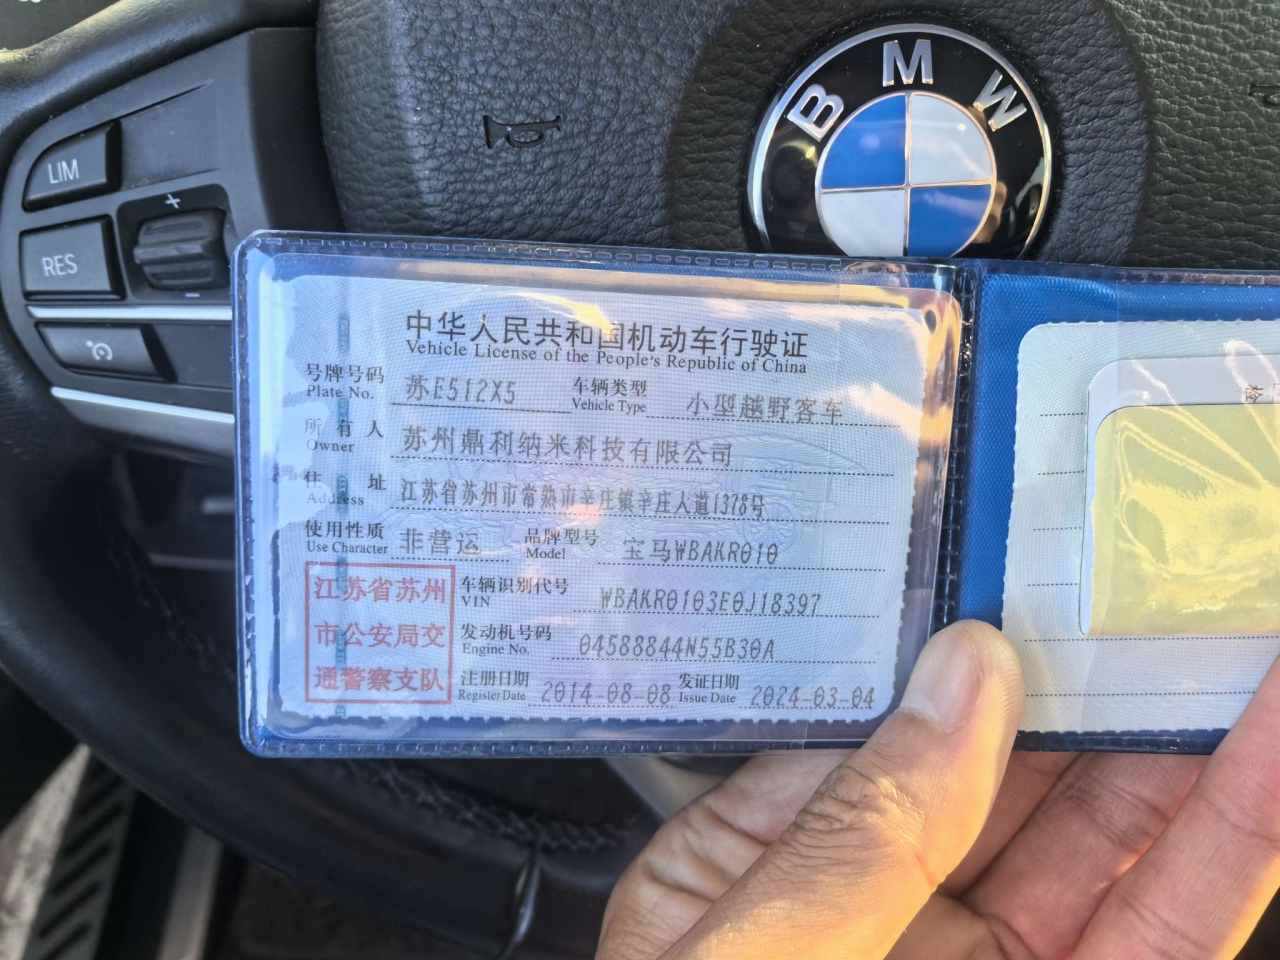 BMW
LIM
+
RES
−
中华人民共和国机动车行驶证
Vehicle License of the People's Republic of China
号牌号码 苏E512X5 车辆类型 小型越野客车
Plate No. Vehicle Type
所有人 苏州鼎利纳米科技有限公司
Owner
住址 江苏省苏州市常熟市辛庄镇辛庄人道1378号
Address
使用性质 非营运 品牌型号 宝马WBAKR010
Use Character Model
江苏省苏州
市公安局交
通警察支队
车辆识别代号 WBAKR0103E0J18397
VIN
发动机号码 04588844N55B30A
Engine No.
注册日期 2014-08-08 发证日期 2024-03-04
Register Date Issue Date
检